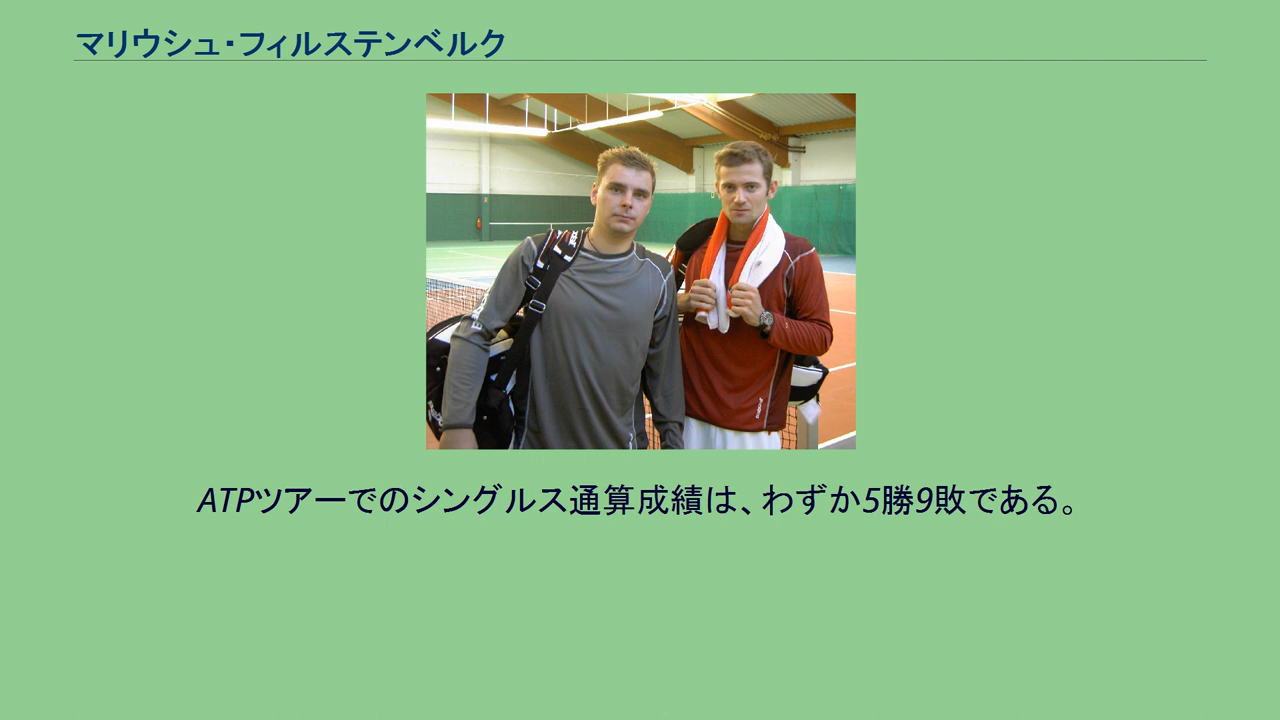 マリウシュ・フィルステンベルク
ATPツアーでのシングルス通算成績は、わずか5勝9敗である。